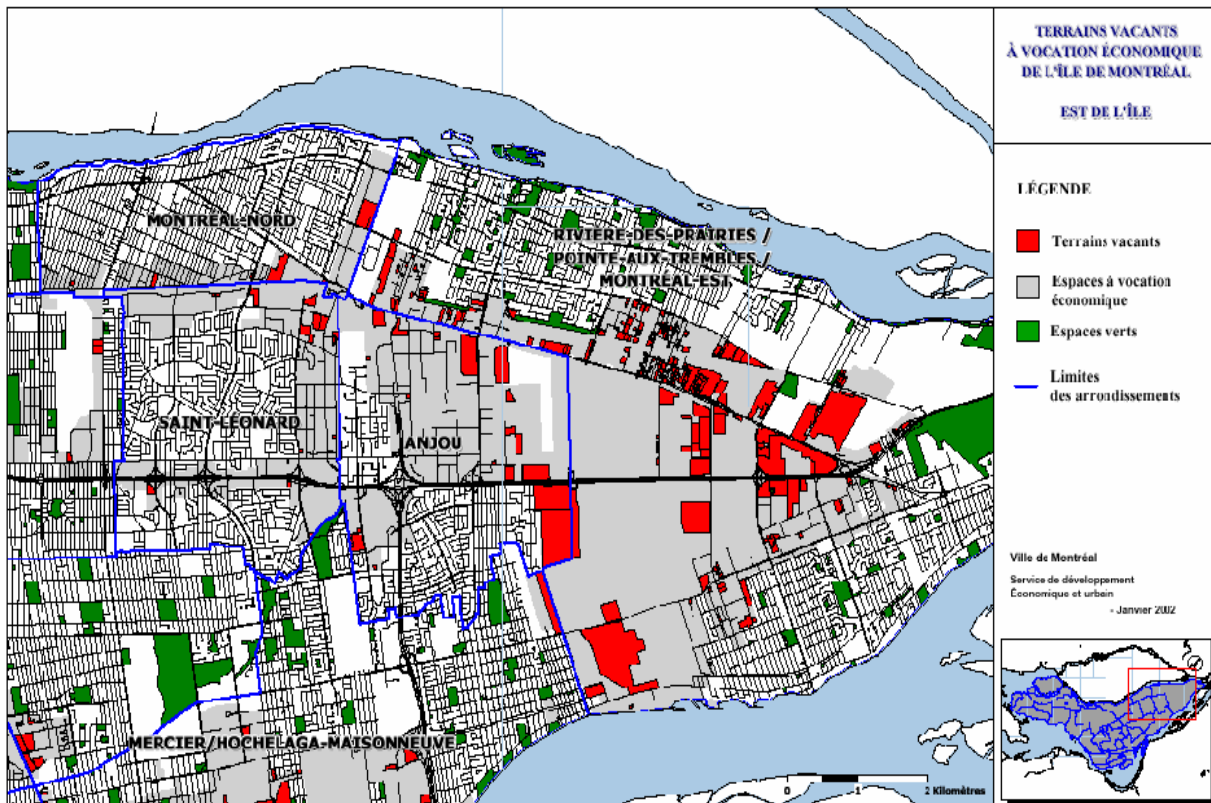 TERRAINS VACANTS
À VOCATION ÉCONOMIQUE
DE L'ÎLE DE MONTRÉAL
EST DE L'ÎLE
LÉGENDE
Terrains vacants
Espaces à vocation
économique
Espaces verts
Limites
des arrondissements
MONTRÉAL-NORD
RIVIERE-DES-PRAIRIES /
POINTE-AUX-TREMBLES /
MONTRÉAL-EST
SAINT-LÉONARD
ANJOU
MERCIER/HOCHELAGA-MAISONNEUVE
Ville de Montréal
Service de développement
Économique et urbain
- Janvier 2002
0 1 2 Kilomètres